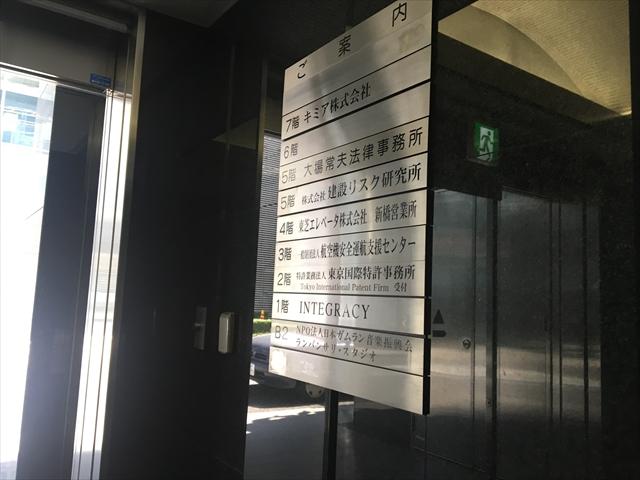 ご案内
7階 キミア株式会社
6階
5階 大場常夫法律事務所
5階 株式会社 建設リスク研究所
4階 東芝エレベータ株式会社 新橋営業所
3階 一般財団法人 航空機安全運航支援センター
2階 特許業務法人 東京国際特許事務所
Tokyo International Patent Firm 受付
1階 INTEGRACY
B2 NPO法人日本ガムラン音楽振興会
ランバンサリ・スタジオ